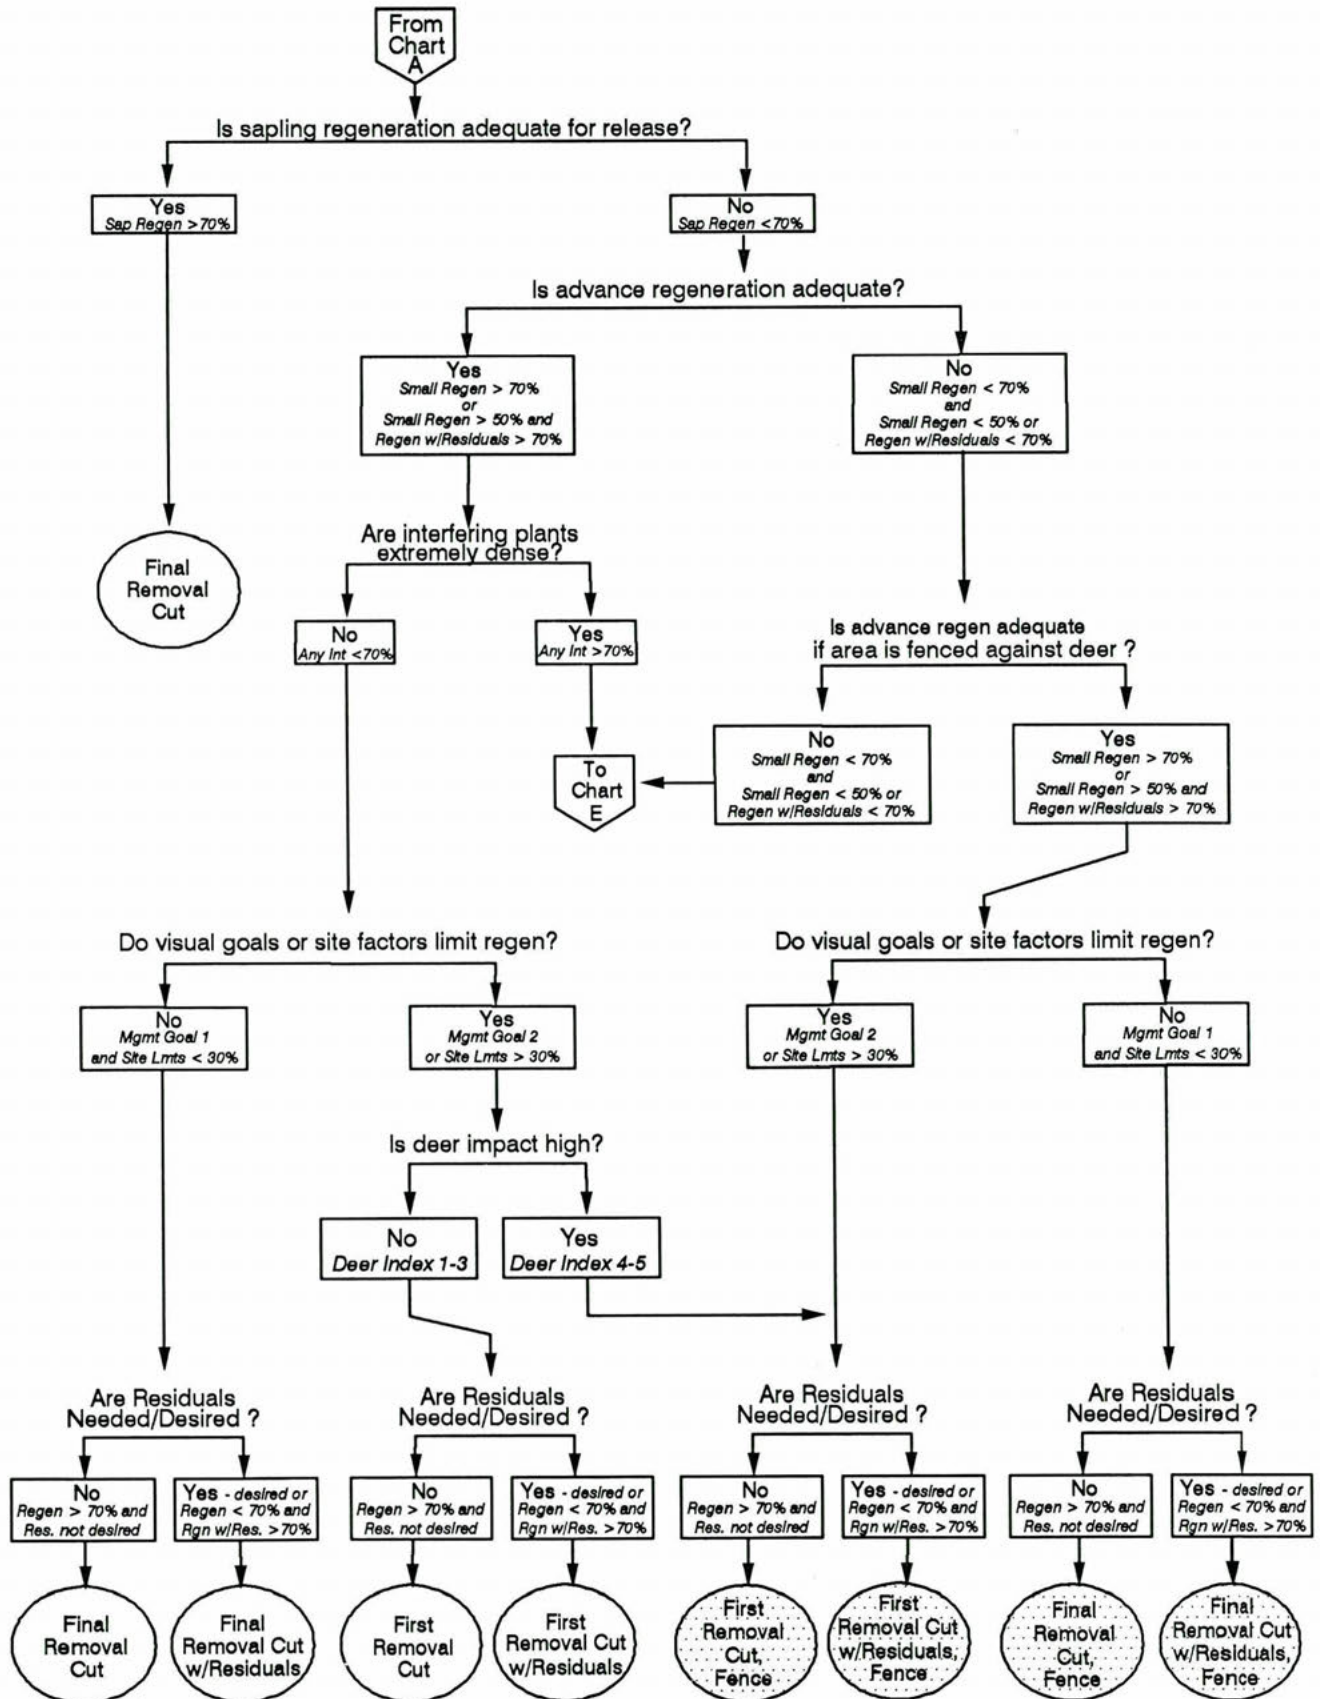 From
Chart
A
Is sapling regeneration adequate for release?
Yes
Sap Regen >70%
No
Sap Regen <70%
Is advance regeneration adequate?
Yes
Small Regen > 70%
or
Small Regen > 50% and
Regen w/Residuals > 70%
No
Small Regen < 70%
and
Small Regen < 50% or
Regen w/Residuals < 70%
Are interfering plants
extremely dense?
Final
Removal
Cut
No
Any Int <70%
Yes
Any Int >70%
Is advance regen adequate
if area is fenced against deer ?
To
Chart
E
No
Small Regen < 70%
and
Small Regen < 50% or
Regen w/Residuals < 70%
Yes
Small Regen > 70%
or
Small Regen > 50% and
Regen w/Residuals > 70%
Do visual goals or site factors limit regen?
Do visual goals or site factors limit regen?
No
Mgmt Goal 1
and Site Lmts < 30%
Yes
Mgmt Goal 2
or Site Lmts > 30%
Yes
Mgmt Goal 2
or Site Lmts > 30%
No
Mgmt Goal 1
and Site Lmts < 30%
Is deer impact high?
No
Deer Index 1-3
Yes
Deer Index 4-5
Are Residuals
Needed/Desired ?
Are Residuals
Needed/Desired ?
Are Residuals
Needed/Desired ?
Are Residuals
Needed/Desired ?
No
Regen > 70% and
Res. not desired
Yes - desired or
Regen < 70% and
Rgn w/Res. >70%
No
Regen > 70% and
Res. not desired
Yes - desired or
Regen < 70% and
Rgn w/Res. >70%
No
Regen > 70% and
Res. not desired
Yes - desired or
Regen < 70% and
Rgn w/Res. >70%
No
Regen > 70% and
Res. not desired
Yes - desired or
Regen < 70% and
Rgn w/Res. >70%
Final
Removal
Cut
Final
Removal Cut
w/Residuals
First
Removal
Cut
First
Removal Cut
w/Residuals
First
Removal
Cut,
Fence
First
Removal Cut
w/Residuals,
Fence
Final
Removal
Cut,
Fence
Final
Removal Cut
w/Residuals,
Fence